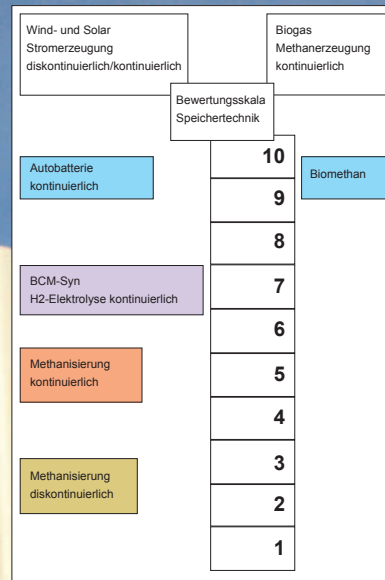 Wind- und Solar
Stromerzeugung
diskontinuierlich/kontinuierlich
Biogas
Methanerzeugung
kontinuierlich
Bewertungsskala
Speichertechnik
10
Autobatterie
kontinuierlich
Biomethan
9
8
BCM-Syn
H2-Elektrolyse kontinuierlich
7
6
Methanisierung
kontinuierlich
5
4
3
Methanisierung
diskontinuierlich
2
1